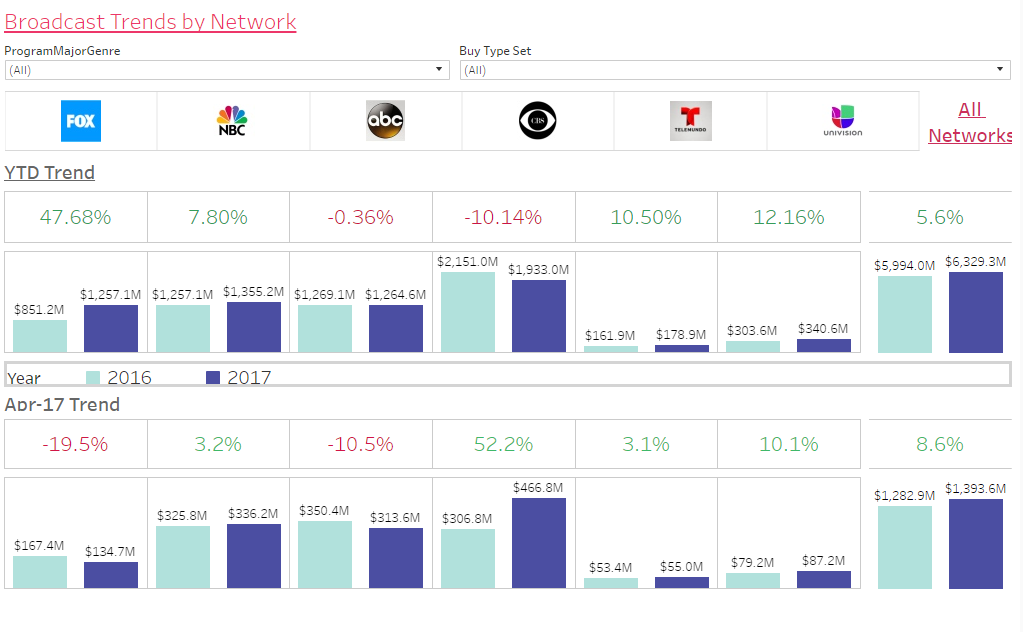 Broadcast Trends by Network
ProgramMajorGenre Buy Type Set
(All) (All)
FOX NBC abc CBS TELEMUNDO UNIVISION All
Networks
YTD Trend
47.68% 7.80% -0.36% -10.14% 10.50% 12.16% 5.6%
$851.2M $1,257.1M $1,257.1M $1,355.2M $1,269.1M $1,264.6M $2,151.0M $1,933.0M $161.9M $178.9M $303.6M $340.6M $5,994.0M $6,329.3M
Year 2016 2017
Apr-17 Trend
-19.5% 3.2% -10.5% 52.2% 3.1% 10.1% 8.6%
$167.4M $134.7M $325.8M $336.2M $350.4M $313.6M $306.8M $466.8M $53.4M $55.0M $79.2M $87.2M $1,282.9M $1,393.6M